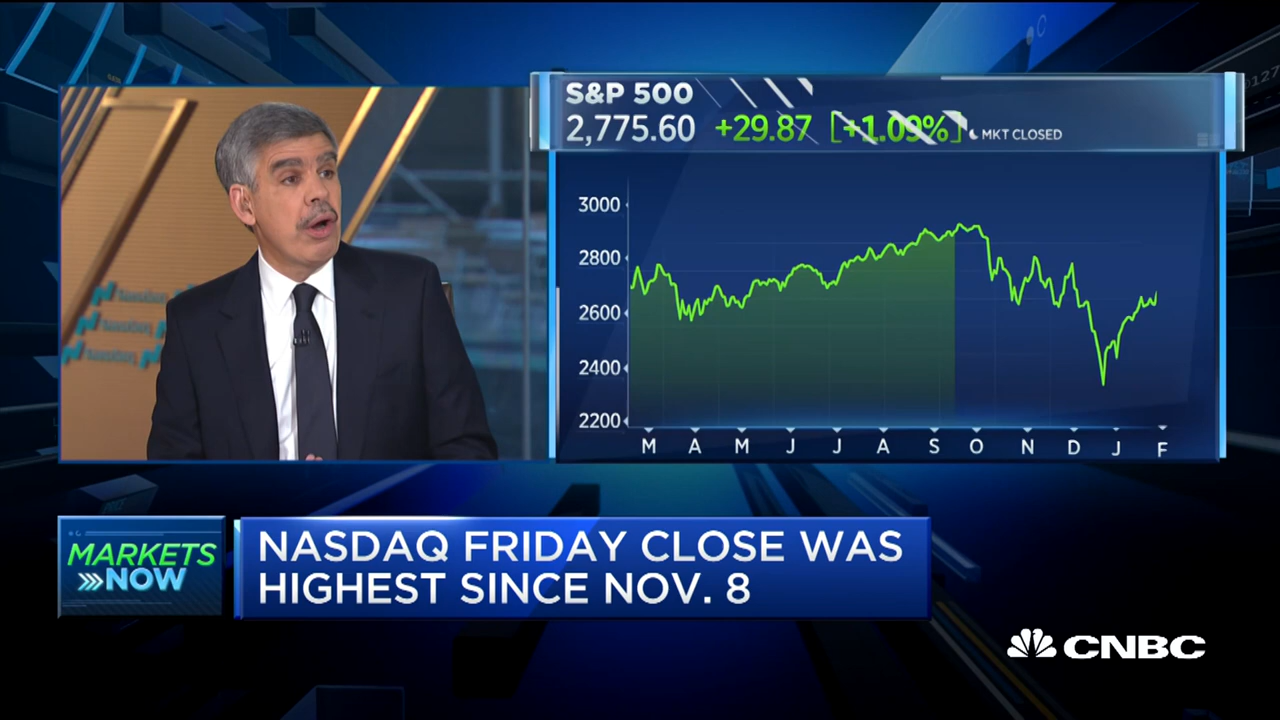 S&P 500
2,775.60 +29.87 [+1.09%] MKT CLOSED
3000
2800
2600
2400
2200
M A M J J A S O N D J F
MARKETS
NOW
NASDAQ FRIDAY CLOSE WAS
HIGHEST SINCE NOV. 8
CNBC